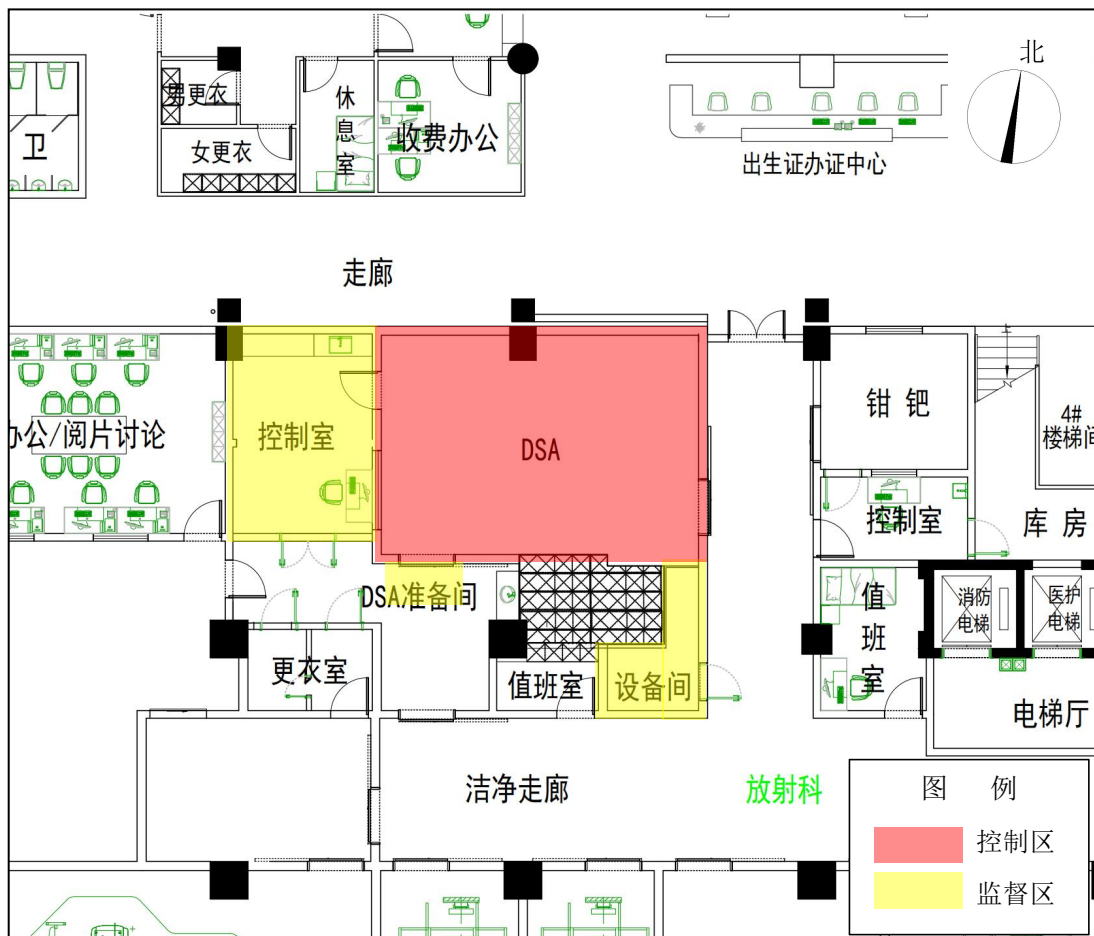 北
男更衣
休息室
收费办公
卫
女更衣
出生证办证中心
走廊
上
钳 钯
4#
楼梯间
办公/阅片讨论
控制室
DSA
控制室
库 房
DSA准备间
消防
电梯
医护
电梯
值班室
更衣室
值班室
设备间
电梯厅
洁净走廊
放射科
图 例
控制区
监督区